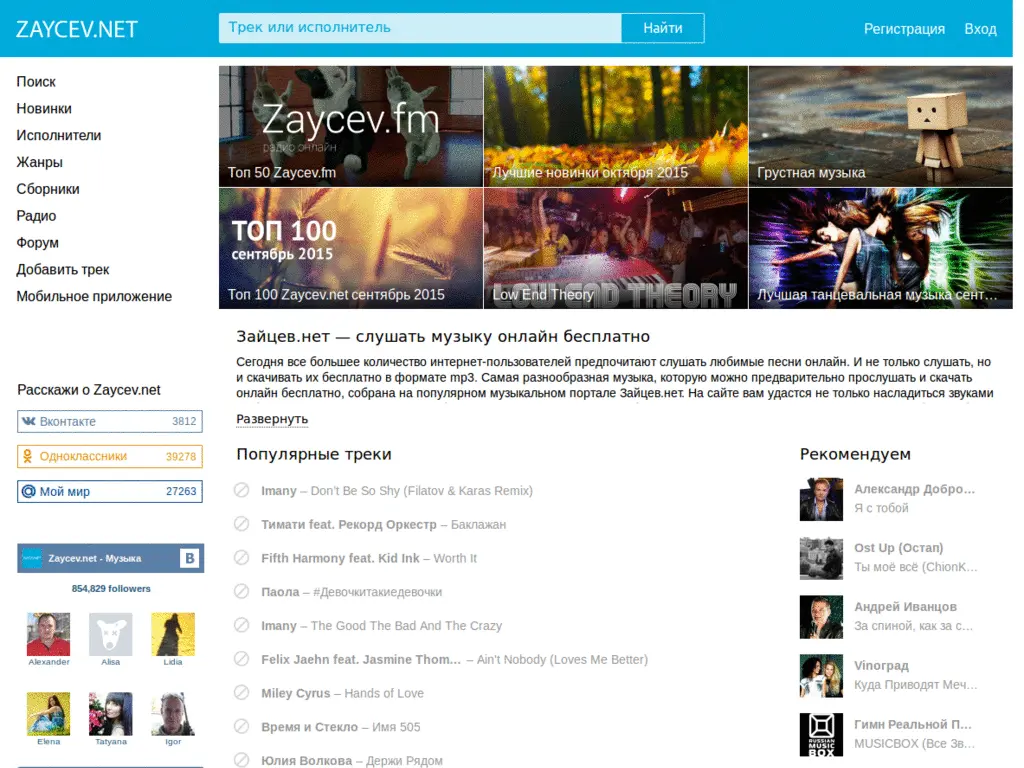 ZAYCEV.NET
Трек или исполнитель
Найти
Регистрация
Вход
Поиск
Новинки
Исполнители
Жанры
Сборники
Радио
Форум
Добавить трек
Мобильное приложение
Zaycev.fm
радио онлайн
Топ 50 Zaycev.fm
Лучшие новинки октября 2015
Грустная музыка
ТОП 100
сентябрь 2015
Топ 100 Zaycev.net сентябрь 2015
LOW END THEORY
Low End Theory
Лучшая танцевальная музыка сент…
Зайцев.нет — слушать музыку онлайн бесплатно
Сегодня все большее количество интернет-пользователей предпочитают слушать любимые песни онлайн. И не только слушать, но
и скачивать их бесплатно в формате mp3. Самая разнообразная музыка, которую можно предварительно прослушать и скачать
онлайн бесплатно, собрана на популярном музыкальном портале Зайцев.нет. На сайте вам удастся не только насладиться звуками
Развернуть
Расскажи о Zaycev.net
Вконтакте 3812
Одноклассники 39278
Мой мир 27263
Zaycev.net - Музыка
B
854,829 followers
Alexander
Alisa
Lidia
Elena
Tatyana
Igor
Популярные треки
Imany – Don't Be So Shy (Filatov & Karas Remix)
Тимати feat. Рекорд Оркестр – Баклажан
Fifth Harmony feat. Kid Ink – Worth It
Паола – #Девочкитакиедевочки
Imany – The Good The Bad And The Crazy
Felix Jaehn feat. Jasmine Thom… – Ain't Nobody (Loves Me Better)
Miley Cyrus – Hands of Love
Время и Стекло – Имя 505
Юлия Волкова – Держи Рядом
Рекомендуем
Александр Добро…
Я с тобой
Ost Up (Остап)
Ты моё всё (ChionK…
Андрей Иванцов
За спиной, как за с…
Vinoград
Куда Приводят Меч…
RUSSIAN
MUSIC
BOX
Гимн Реальной П…
MUSICBOX (Все Зв…